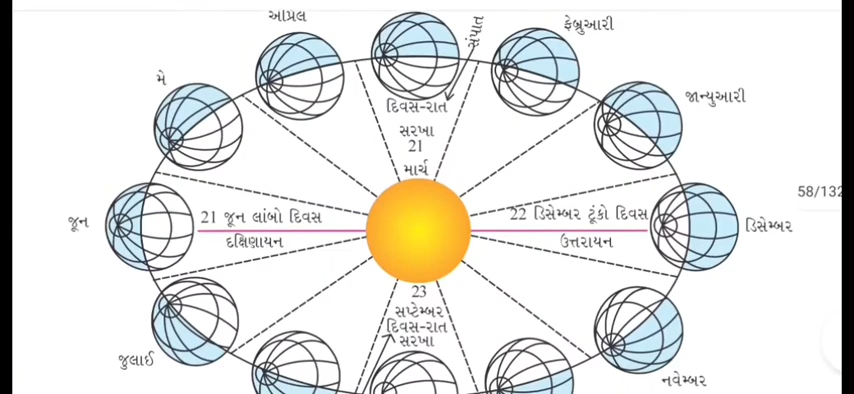 એપ્રિલ
સંપાત
ફેબ્રુઆરી
મે
જાન્યુઆરી
દિવસ-રાત
સરખા
21
માર્ચ
58/132
જૂન
21 જૂન લાંબો દિવસ
22 ડિસેમ્બર ટૂંકો દિવસ
ડિસેમ્બર
દક્ષિણાયન
ઉત્તરાયન
23
સપ્ટેમ્બર
દિવસ-રાત
સરખા
જુલાઈ
નવેમ્બર